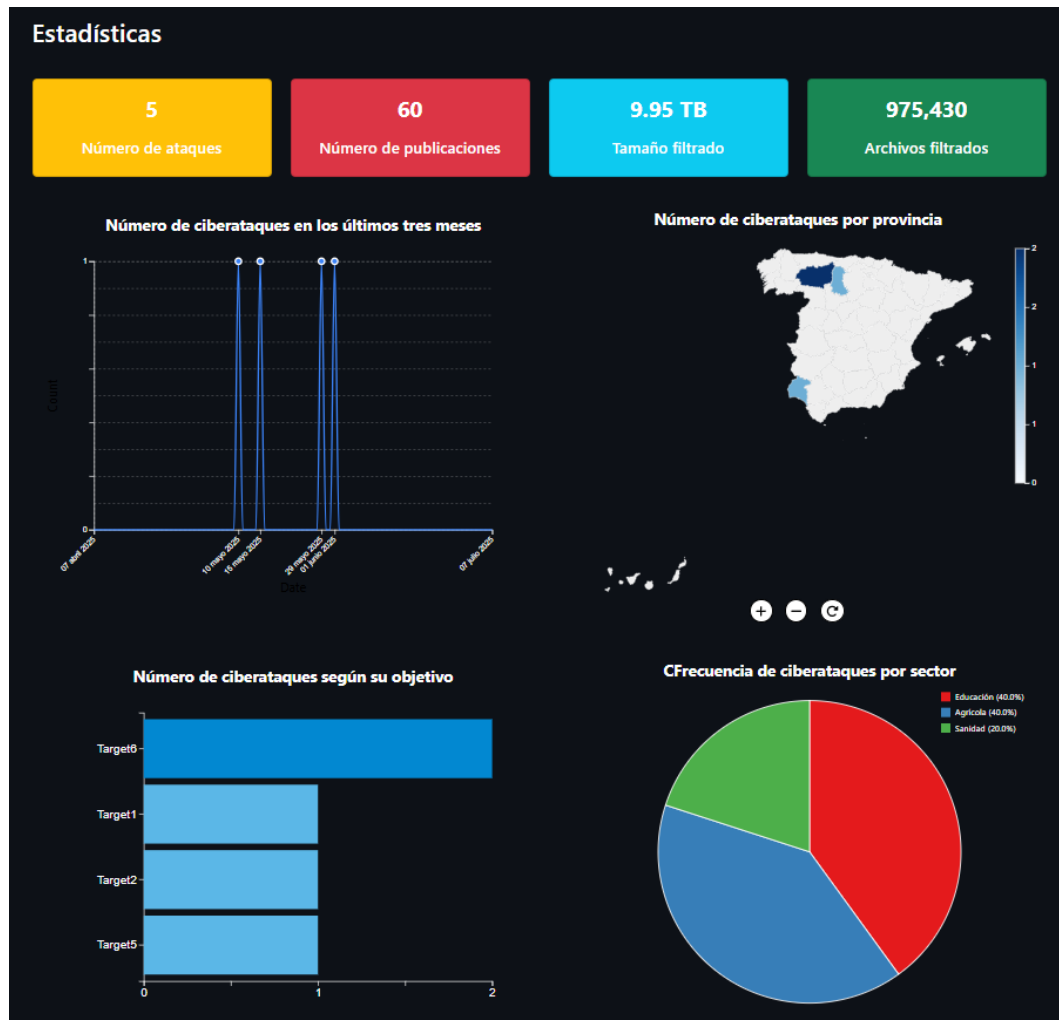 Estadísticas
5
Número de ataques
60
Número de publicaciones
9.95 TB
Tamaño filtrado
975,430
Archivos filtrados
Número de ciberataques en los últimos tres meses
1
0
Count
07 abril 2025
10 mayo 2025
16 mayo 2025
29 mayo 2025
01 junio 2025
07 julio 2025
Date
Número de ciberataques por provincia
2
2
1
1
0
Número de ciberataques según su objetivo
Target6
Target1
Target2
Target5
0
1
2
CFrecuencia de ciberataques por sector
Educación (40.0%)
Agrícola (40.0%)
Sanidad (20.0%)